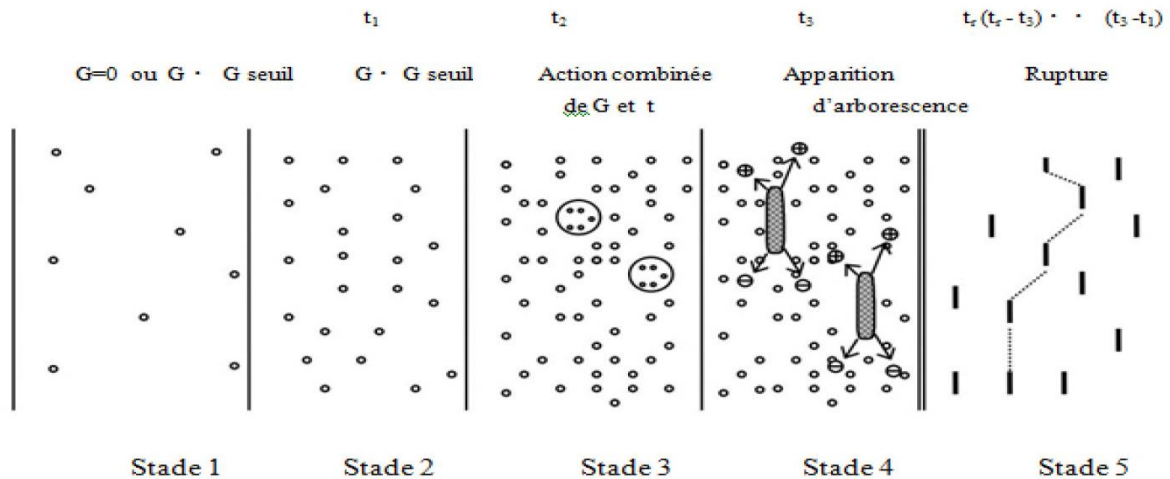 t₁ t₂ t₃ tᵣ (tᵣ - t₃) · · (t₃ -t₁)
G=0 ou G · G seuil G · G seuil Action combinée Apparition Rupture
de G et t d'arborescence
Stade 1 Stade 2 Stade 3 Stade 4 Stade 5